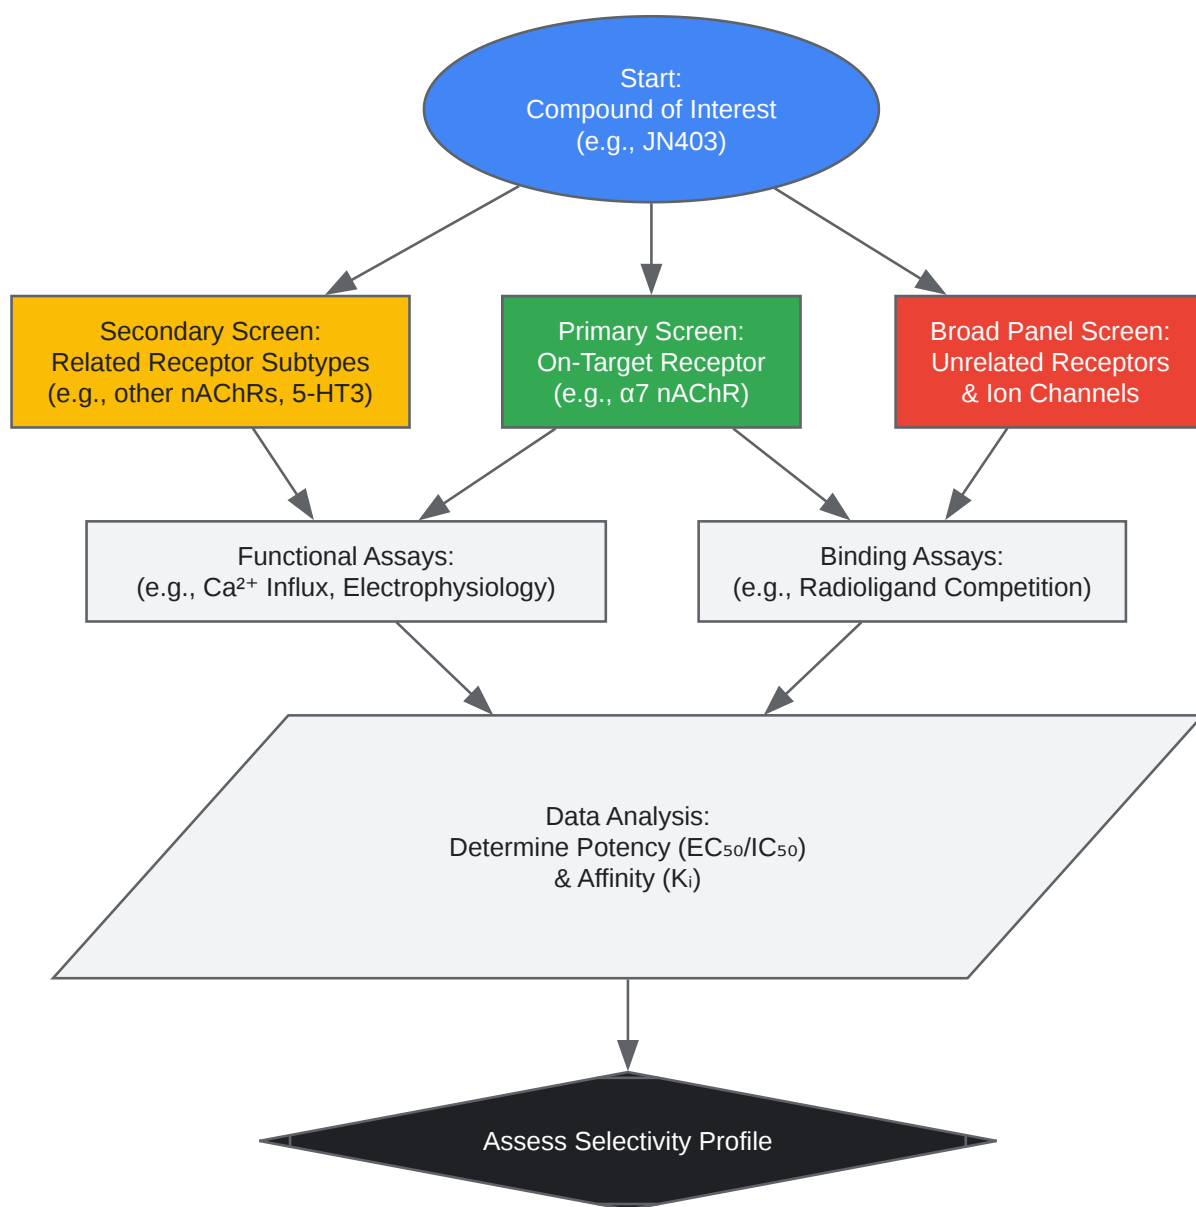 Start:
Compound of Interest
(e.g., JN403)
Secondary Screen:
Related Receptor Subtypes
(e.g., other nAChRs, 5-HT3)
Primary Screen:
On-Target Receptor
(e.g., α7 nAChR)
Broad Panel Screen:
Unrelated Receptors
& Ion Channels
Functional Assays:
(e.g., Ca²⁺ Influx, Electrophysiology)
Binding Assays:
(e.g., Radioligand Competition)
Data Analysis:
Determine Potency (EC₅₀/IC₅₀)
& Affinity (Kᵢ)
Assess Selectivity Profile